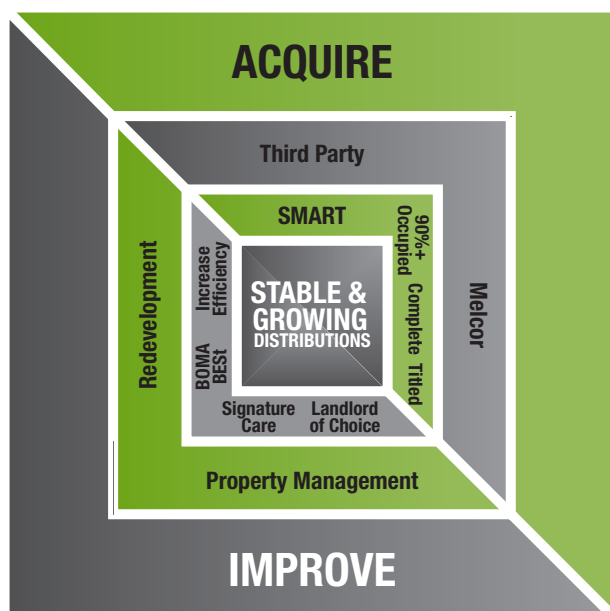 ACQUIRE
Third Party
SMART
90%+
Occupied
Complete Titled
Melcor
Redevelopment
Increase
Efficiency
BOMA
BESt
STABLE &
GROWING
DISTRIBUTIONS
Signature
Care
Landlord
of Choice
Property Management
IMPROVE